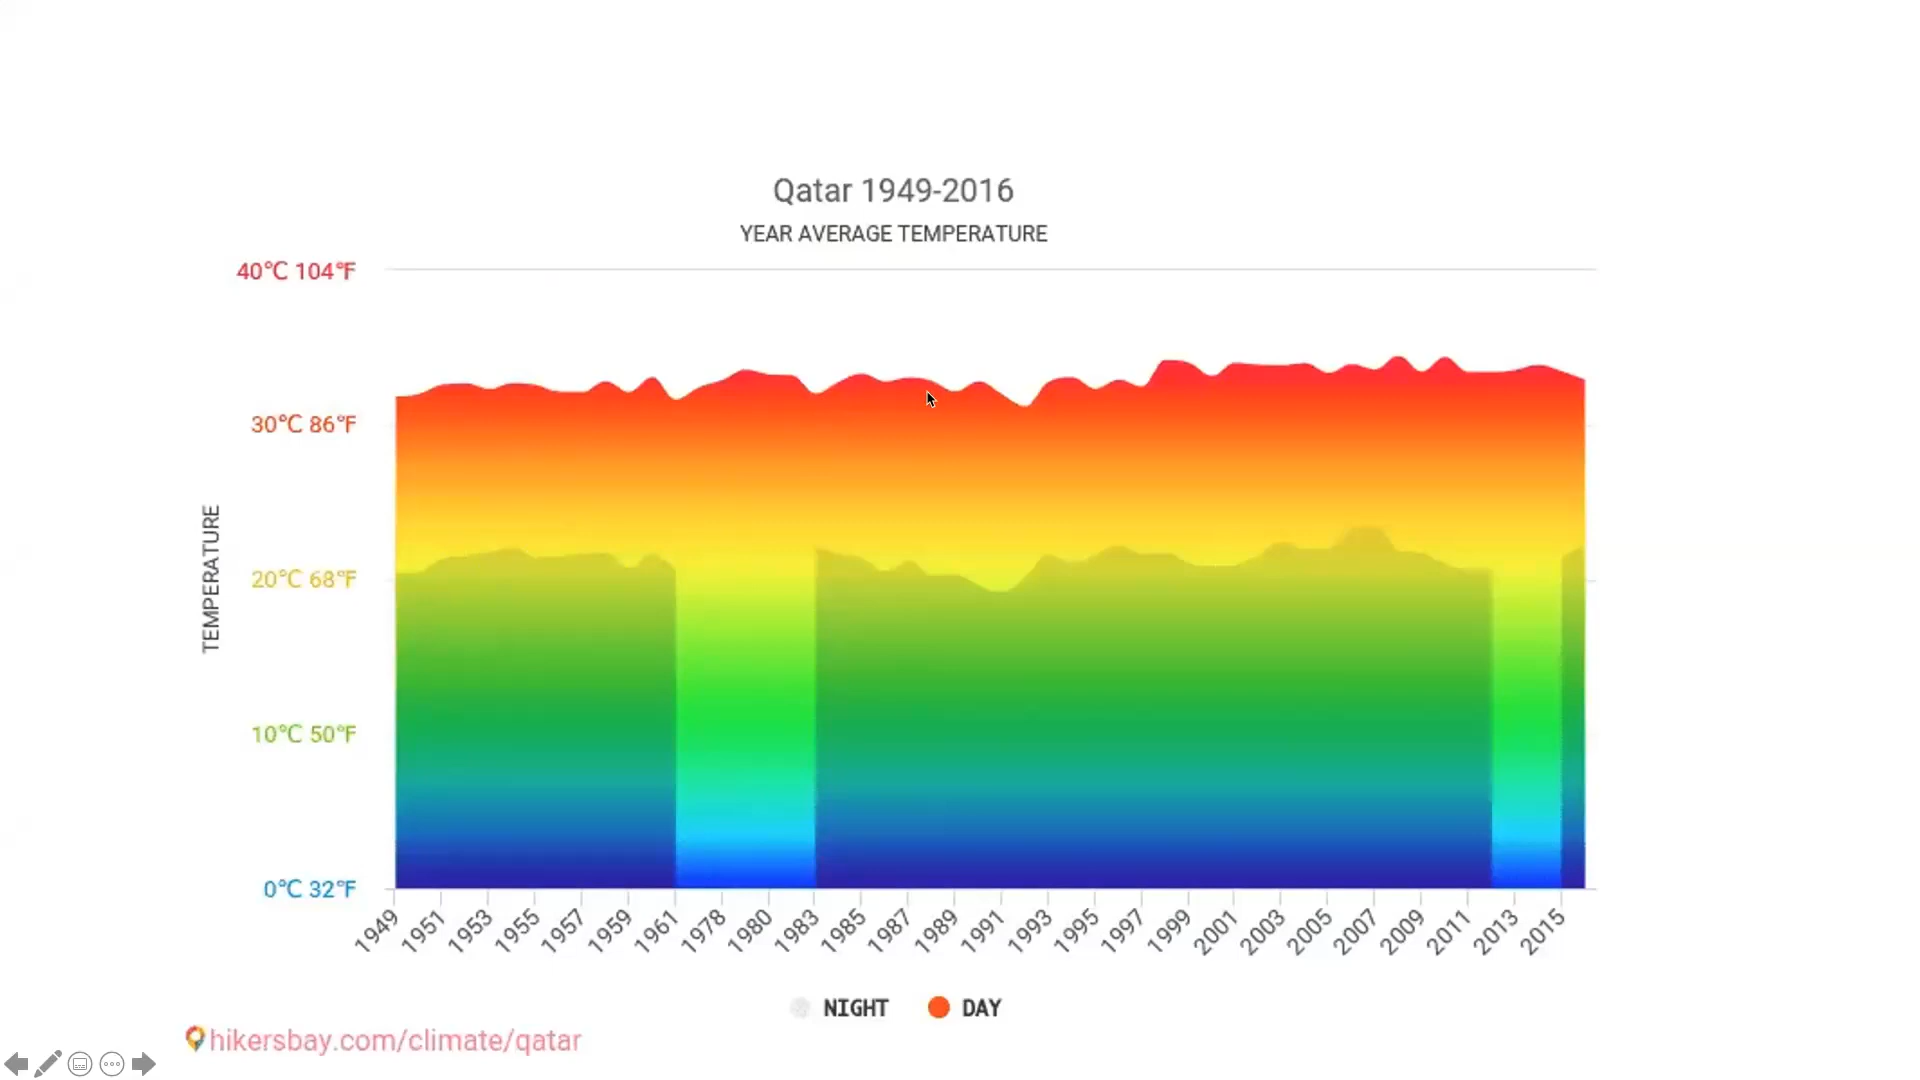 Qatar 1949-2016
YEAR AVERAGE TEMPERATURE
40°C 104°F
30°C 86°F
20°C 68°F
10°C 50°F
0°C 32°F
TEMPERATURE
1949 1951 1953 1955 1957 1959 1961 1978 1980 1983 1985 1987 1989 1991 1993 1995 1997 1999 2001 2003 2005 2007 2009 2011 2013 2015
NIGHT DAY
hikersbay.com/climate/qatar